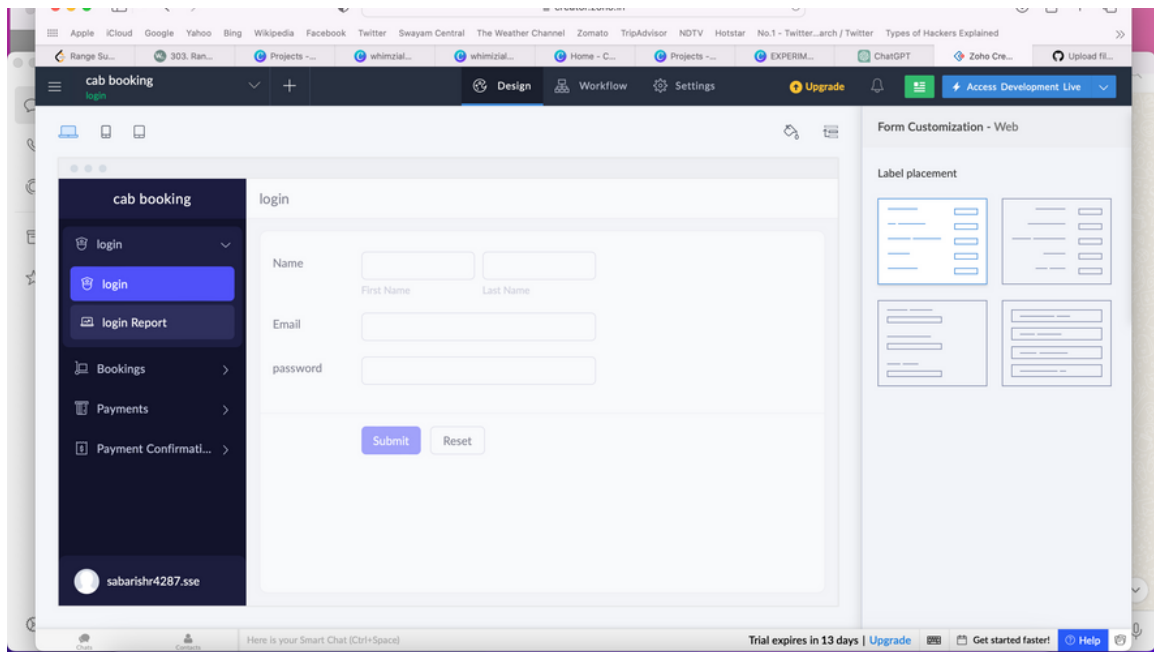 Apple iCloud Google Yahoo Bing Wikipedia Facebook Twitter Swayam Central The Weather Channel Zomato TripAdvisor NDTV Hotstar No.1 - Twitter...arch / Twitter Types of Hackers Explained
Range Su... 303. Ran... Projects -... whimzial... whimizial... Home - C... Projects -... EXPERIM... ChatGPT Zoho Cre... Upload fil...
cab booking
login
Design Workflow Settings Upgrade Access Development Live
Form Customization - Web
Label placement
cab booking
login
login
login
login Report
Bookings
Payments
Payment Confirmati...
sabarishr4287.sse
Name
First Name Last Name
Email
password
Submit Reset
Chats Contacts Here is your Smart Chat (Ctrl+Space) Trial expires in 13 days | Upgrade Get started faster! Help